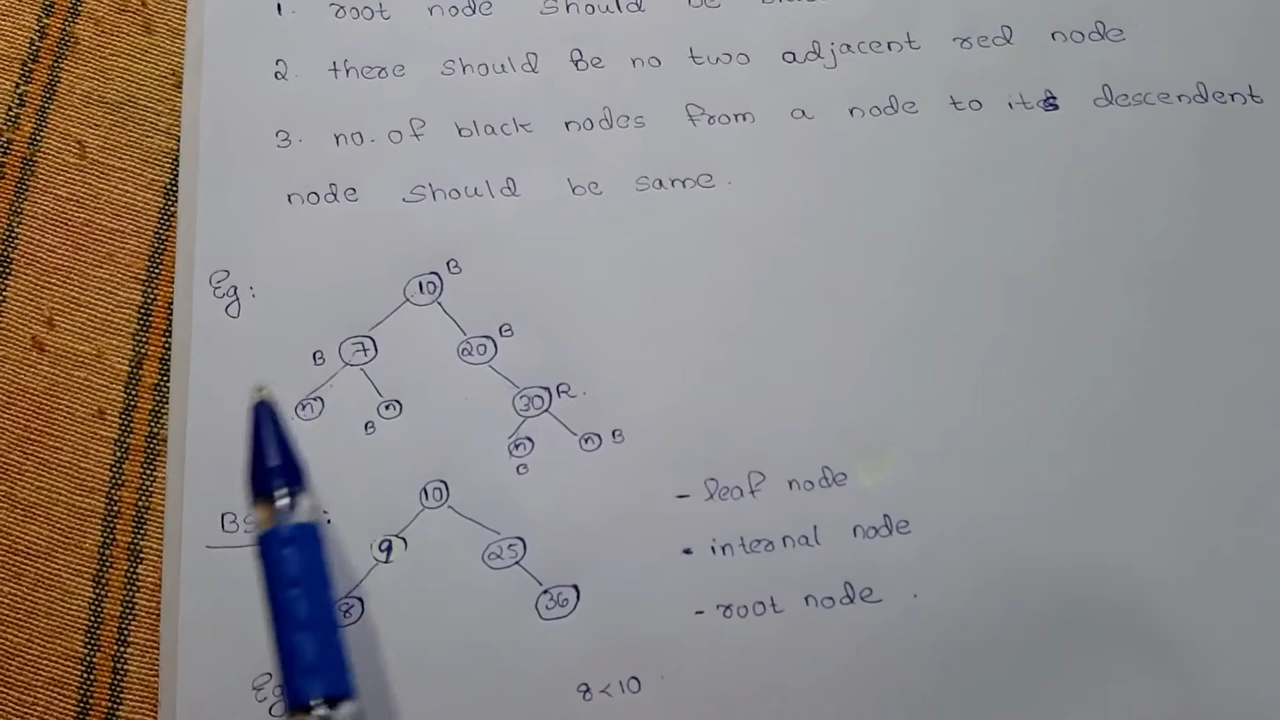 1. root node should be
2. there should be no two adjacent red node
3. no. of black nodes from a node to its descendent
node should be same.
Eg:
10 B
B 7
20 B
n
n
B
30 R.
n
B
n B
10
9
25
8
36
- leaf node
- internal node
- root node .
Eg
8<10